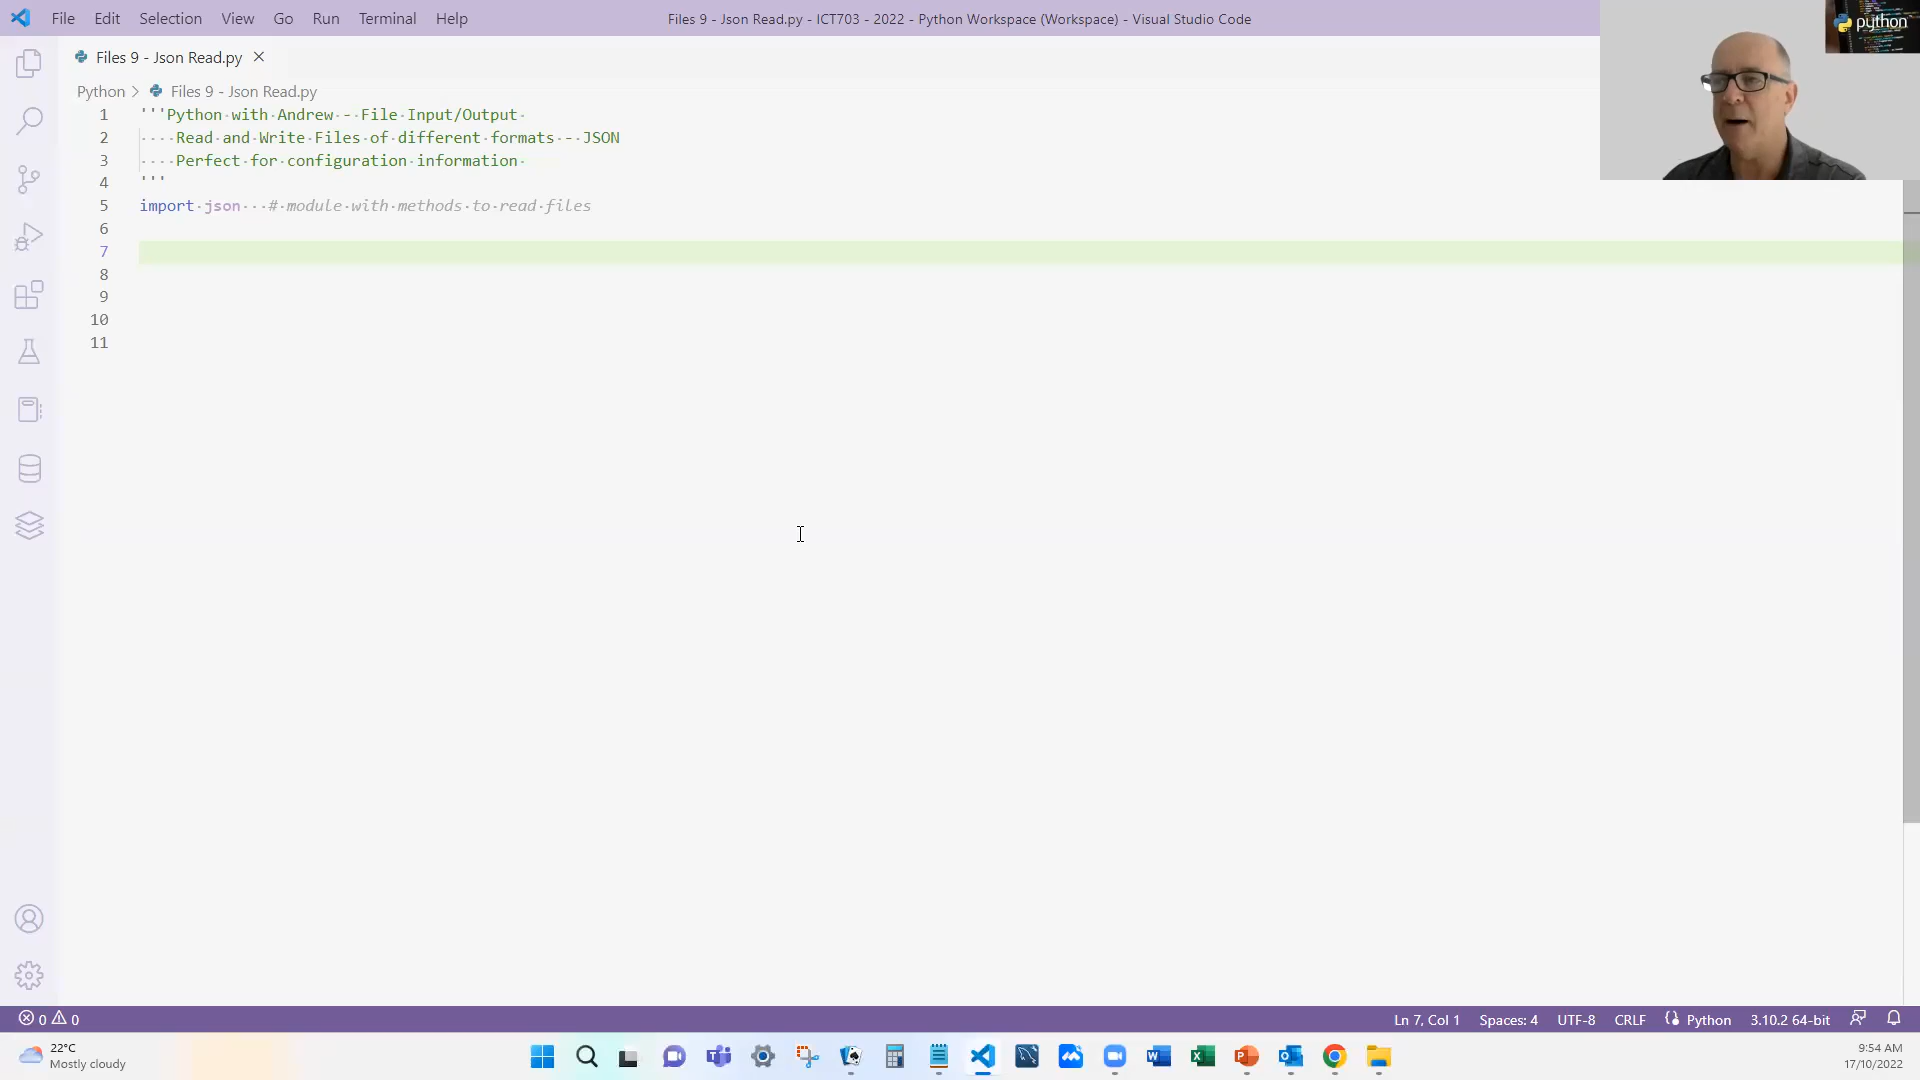 File Edit Selection View Go Run Terminal Help
Files 9 - Json Read.py - ICT703 - 2022 - Python Workspace (Workspace) - Visual Studio Code
python
Files 9 - Json Read.py
Python > Files 9 - Json Read.py
1 '''Python with Andrew - File Input/Output
2 Read and Write Files of different formats - JSON
3 Perfect for configuration information
4 '''
5 import json # module with methods to read files
6
7
8
9
10
11
0 0
Ln 7, Col 1 Spaces: 4 UTF-8 CRLF Python 3.10.2 64-bit
22°C
Mostly cloudy
9:54 AM
17/10/2022